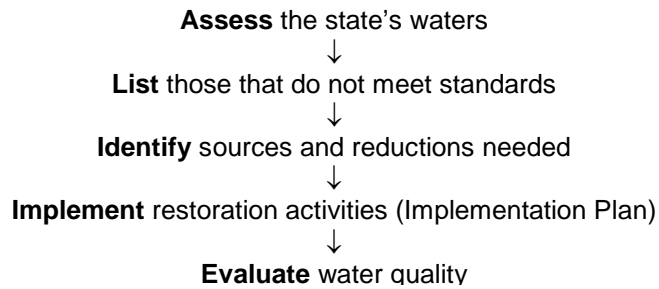 Assess the state's waters
↓
List those that do not meet standards
↓
Identify sources and reductions needed
↓
Implement restoration activities (Implementation Plan)
↓
Evaluate water quality